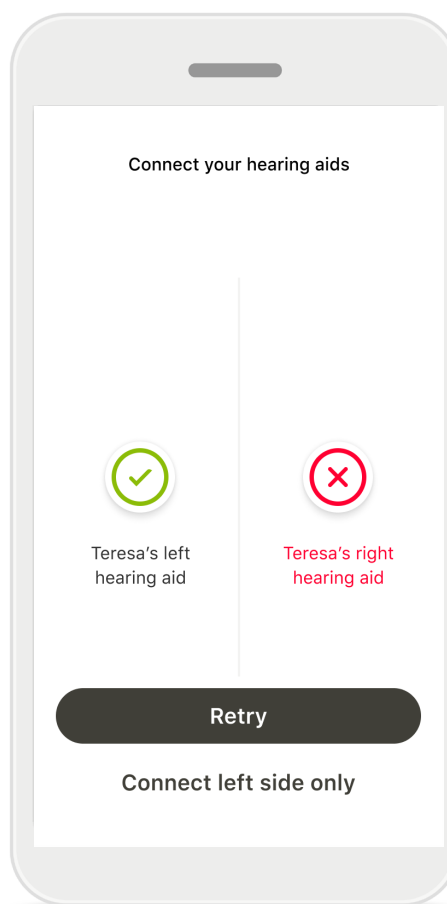 Connect your hearing aids
Teresa’s left
hearing aid
Teresa’s right
hearing aid
Retry
Connect left side only